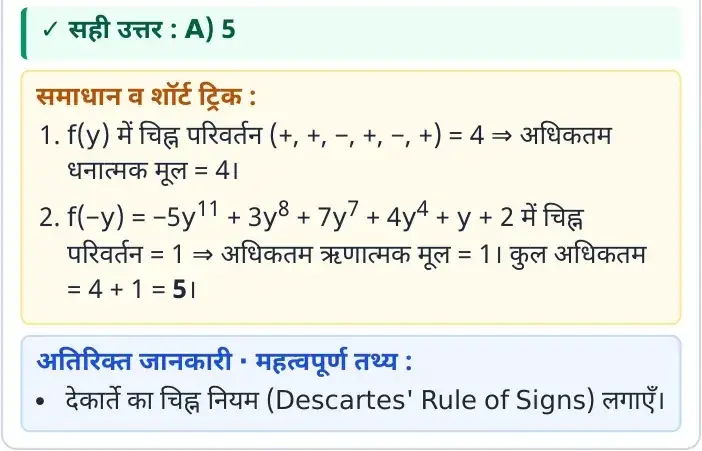 ✓ सही उत्तर : A) 5
समाधान व शॉर्ट ट्रिक :
1. f(y) में चिह्न परिवर्तन (+, +, −, +, −, +) = 4 ⇒ अधिकतम
धनात्मक मूल = 4।
2. f(−y) = −5y¹¹ + 3y⁸ + 7y⁷ + 4y⁴ + y + 2 में चिह्न
परिवर्तन = 1 ⇒ अधिकतम ऋणात्मक मूल = 1। कुल अधिकतम
= 4 + 1 = 5।
अतिरिक्त जानकारी · महत्वपूर्ण तथ्य :
• देकार्ते का चिह्न नियम (Descartes' Rule of Signs) लगाएँ।